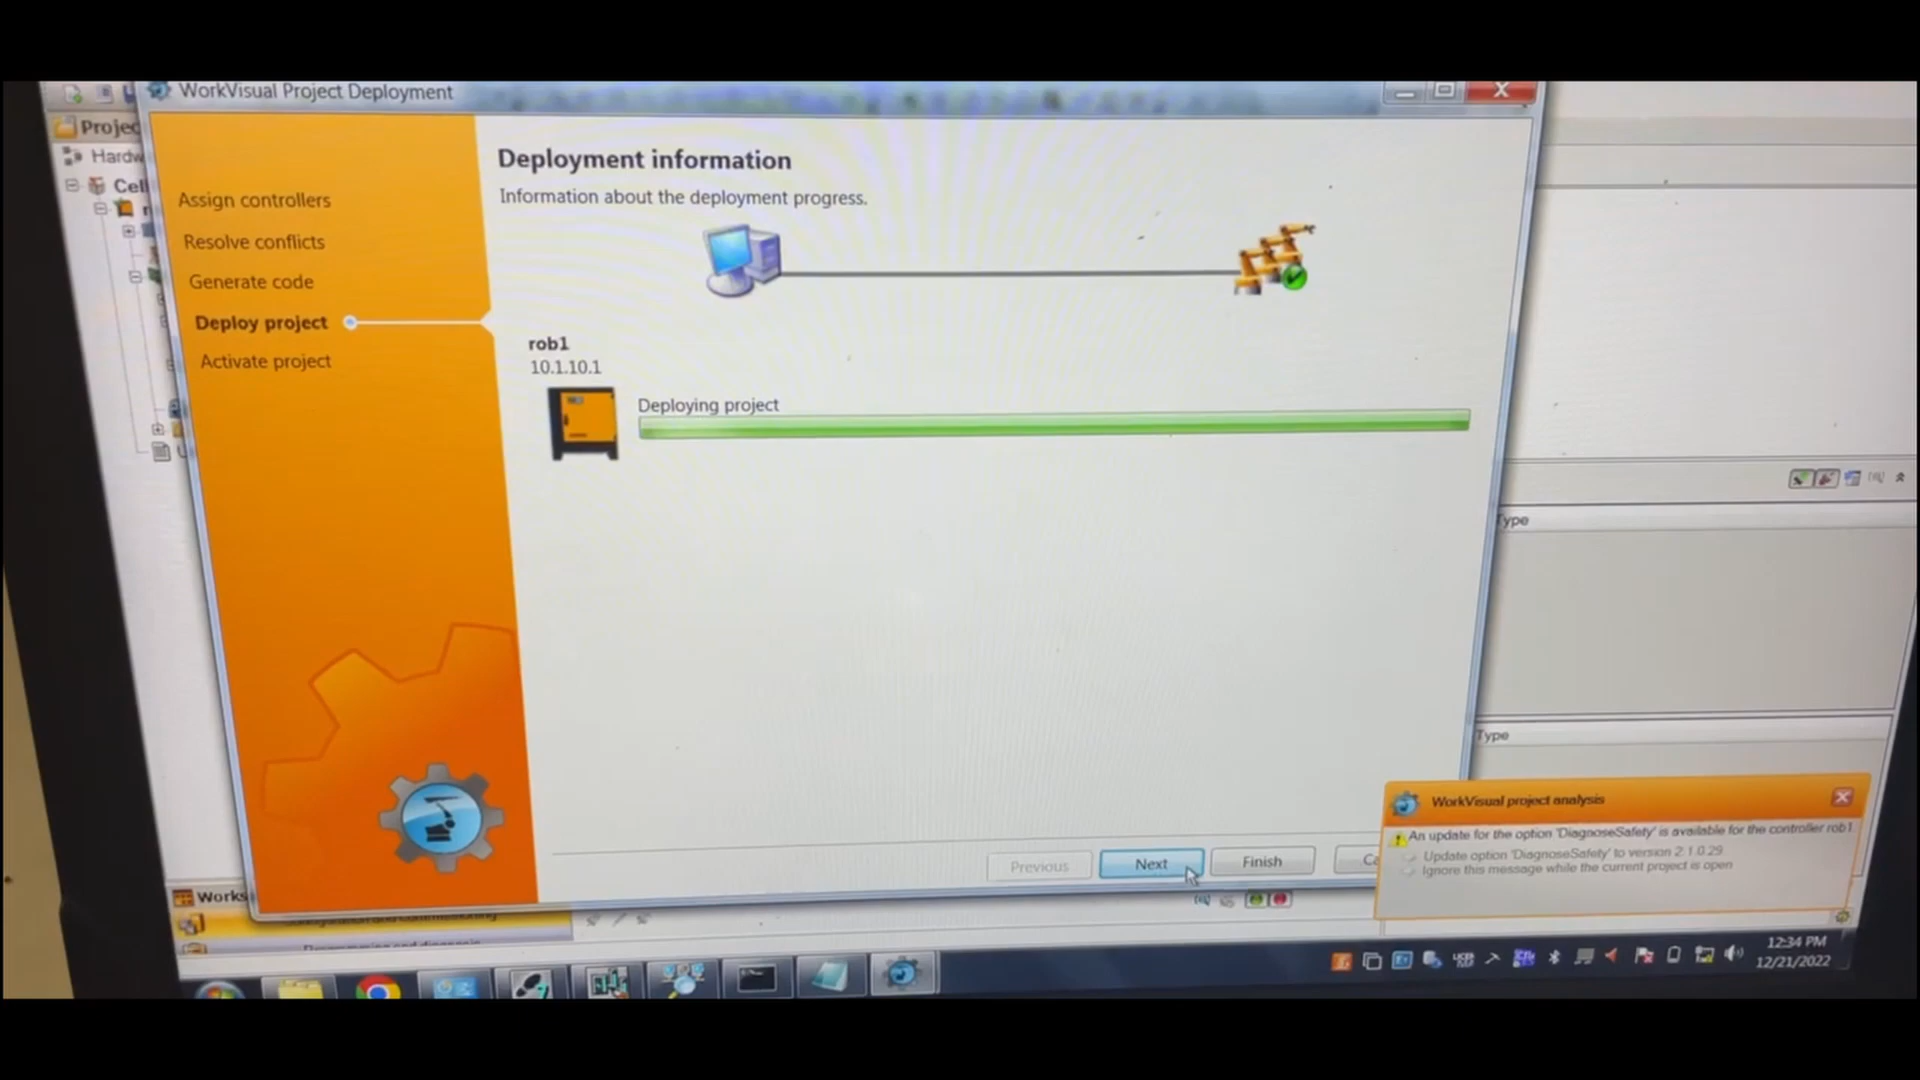 WorkVisual Project Deployment
Projec
Hardw
Cell
Assign controllers
Resolve conflicts
Generate code
Deploy project
Activate project
Deployment information
Information about the deployment progress.
rob1
10.1.10.1
Deploying project
Type
Type
Previous
Next
Finish
Ca
WorkVisual project analysis
An update for the option 'DiagnoseSafety' is available for the controller rob1
Update option 'DiagnoseSafety' to version 2.1.0.29
Ignore this message while the current project is open
Works
12:34 PM
12/21/2022